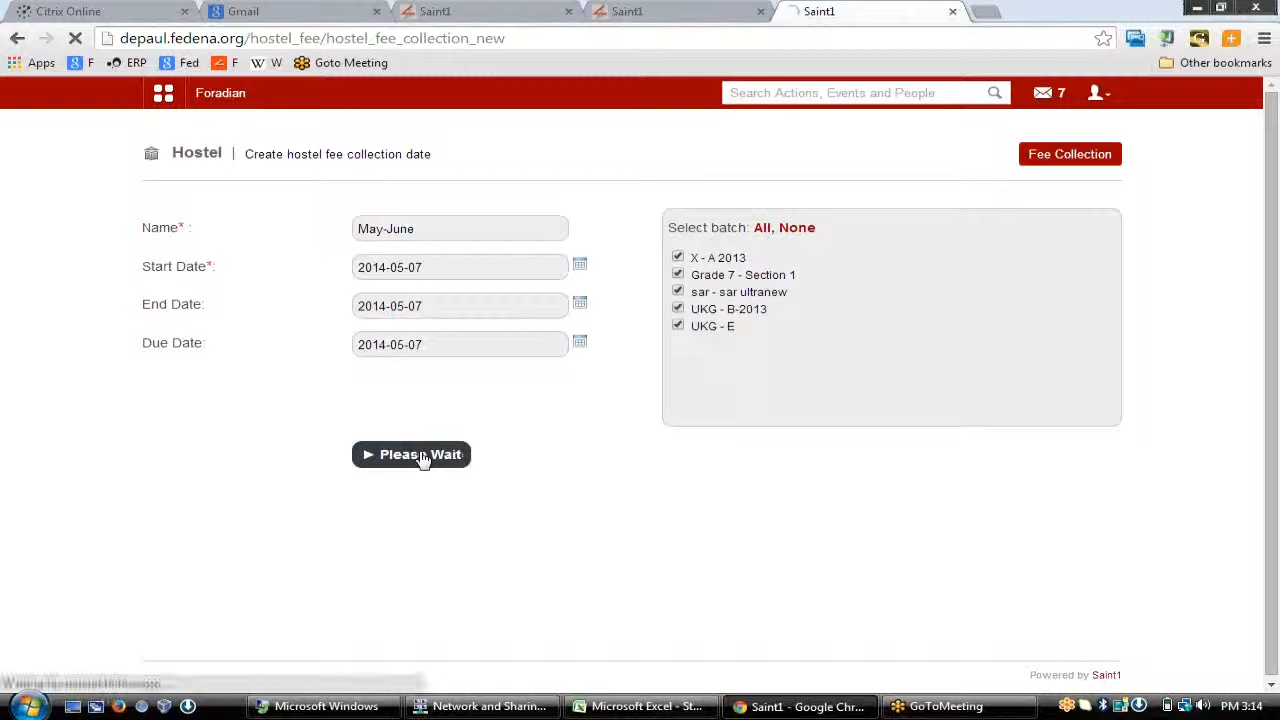 Citrix Online
Gmail
Saint1
Saint1
Saint1
depaul.fedena.org/hostel_fee/hostel_fee_collection_new
Apps
F
ERP
Fed
F
W
Goto Meeting
Other bookmarks
Foradian
Search Actions, Events and People
7
Hostel | Create hostel fee collection date
Fee Collection
Name* :
May-June
Start Date*:
2014-05-07
End Date:
2014-05-07
Due Date:
2014-05-07
Select batch: All, None
X - A 2013
Grade 7 - Section 1
sar - sar ultranew
UKG - B-2013
UKG - E
Please Wait
Powered by Saint1
Microsoft Windows
Network and Sharin...
Microsoft Excel - St...
Saint1 - Google Chr...
GoToMeeting
PM 3:14